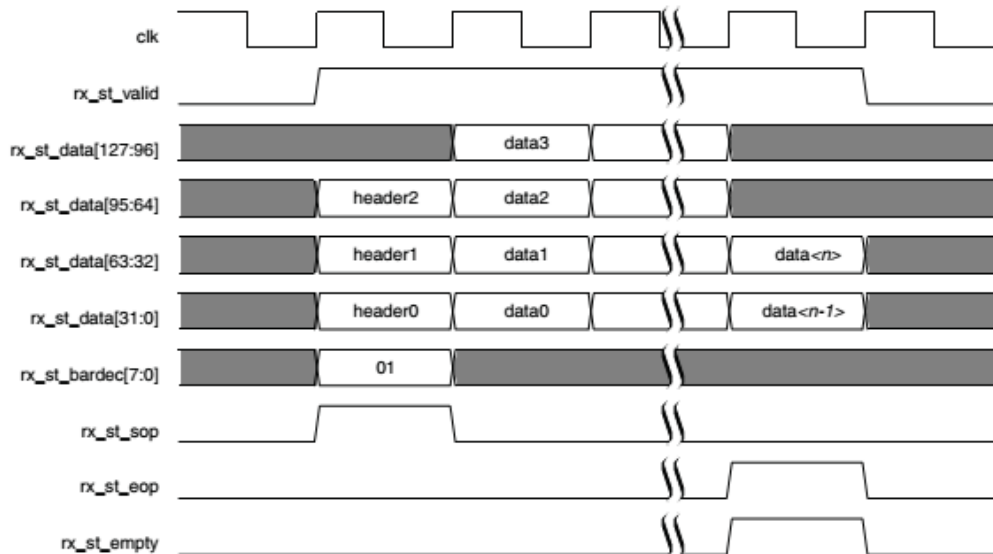 clk
rx_st_valid
rx_st_data[127:96] data3
rx_st_data[95:64] header2 data2
rx_st_data[63:32] header1 data1 data<n>
rx_st_data[31:0] header0 data0 data<n-1>
rx_st_bardec[7:0] 01
rx_st_sop
rx_st_eop
rx_st_empty